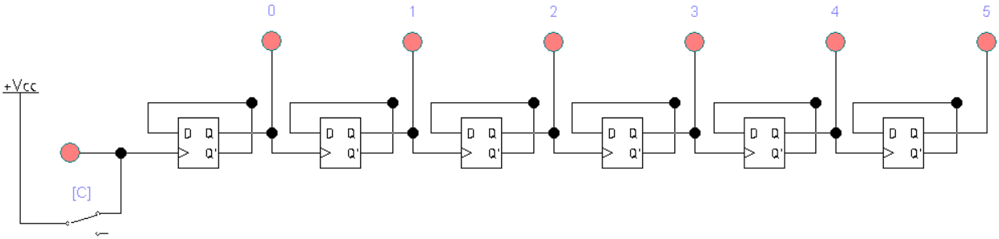 0 1 2 3 4 5
+Vcc
D Q D Q D Q D Q D Q D Q
Q' Q' Q' Q' Q' Q'
[C]